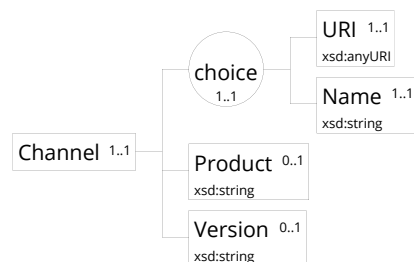 URI 1..1
xsd:anyURI
choice
1..1
Name 1..1
xsd:string
Channel 1..1
Product 0..1
xsd:string
Version 0..1
xsd:string